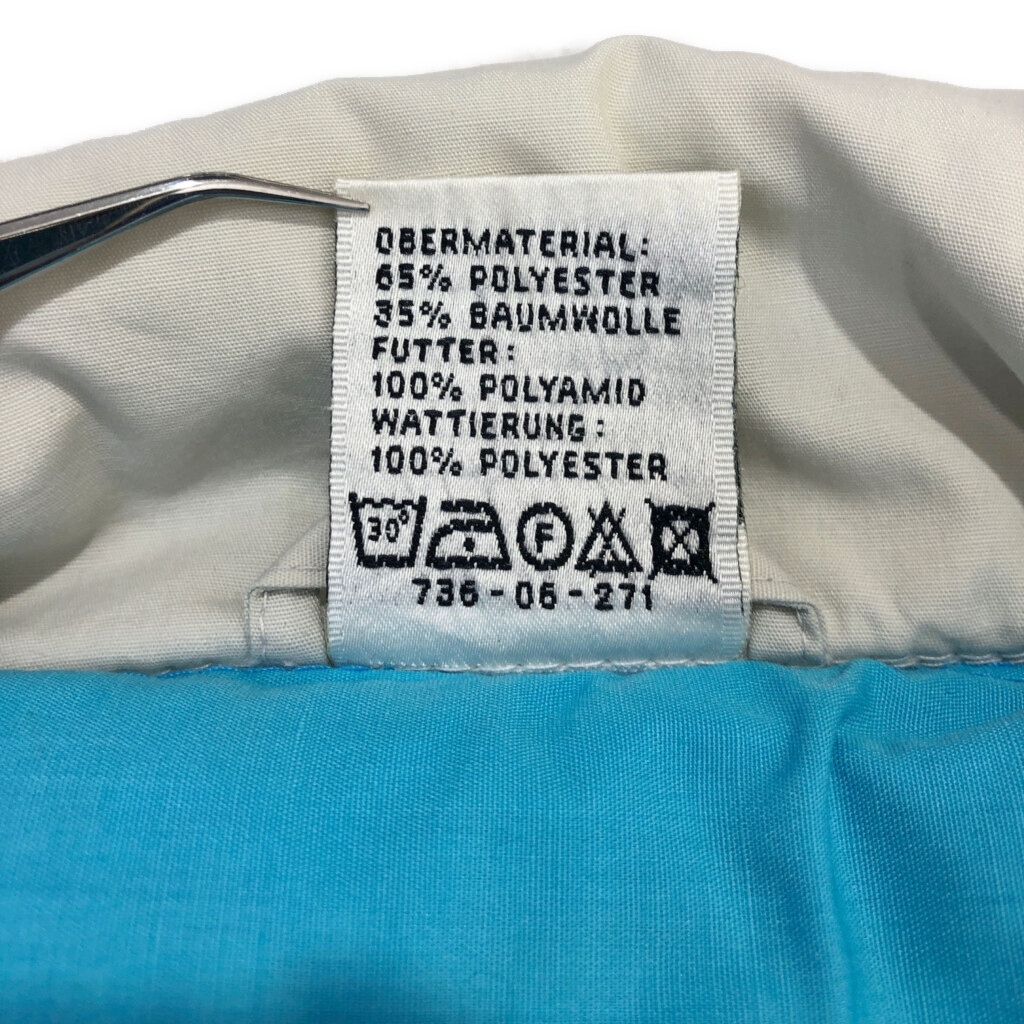 OBERMATERIAL:
65% POLYESTER
35% BAUMWOLLE
FUTTER:
100% POLYAMID
WATTIERUNG:
100% POLYESTER
30° F
736-06-271